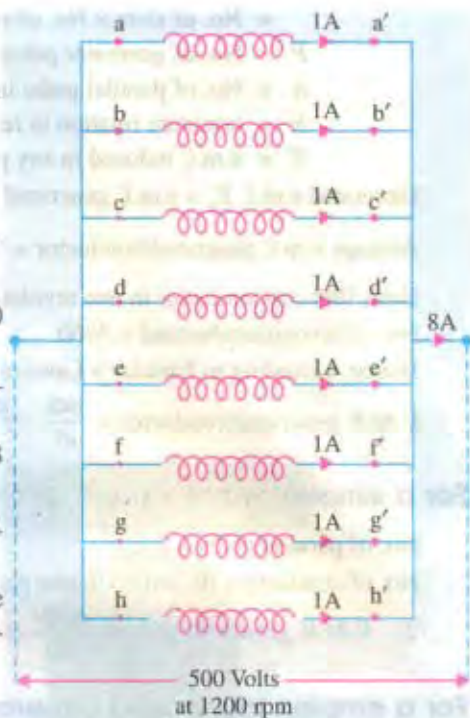 a 1A a′
b 1A b′
c 1A c′
d 1A d′
8A
e 1A e′
f 1A f′
g 1A g′
h 1A h′
500 Volts
at 1200 rpm